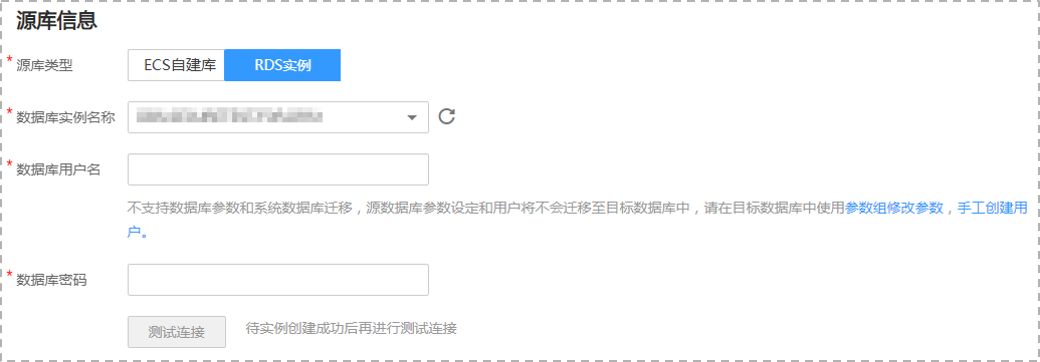 源库信息
* 源库类型 ECS自建库 RDS实例
* 数据库实例名称
* 数据库用户名
不支持数据库参数和系统数据库迁移，源数据库参数设定和用户将不会迁移至目标数据库中，请在目标数据库中使用参数组修改参数，手工创建用
户。
* 数据库密码
测试连接 待实例创建成功后再进行测试连接